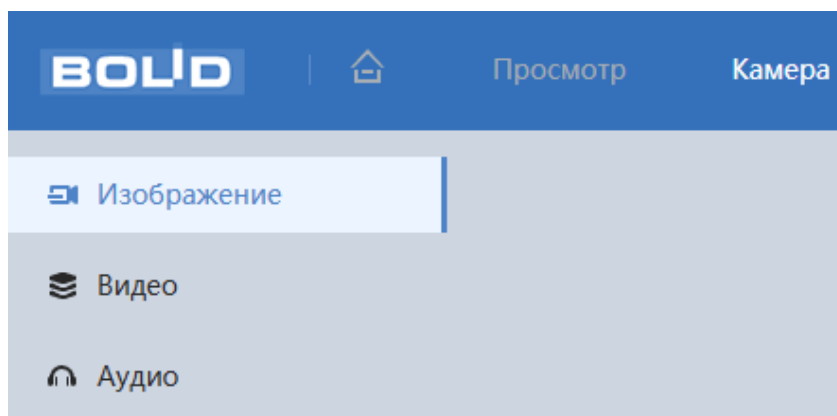 BOLID
Просмотр Камера
Изображение
Видео
Аудио